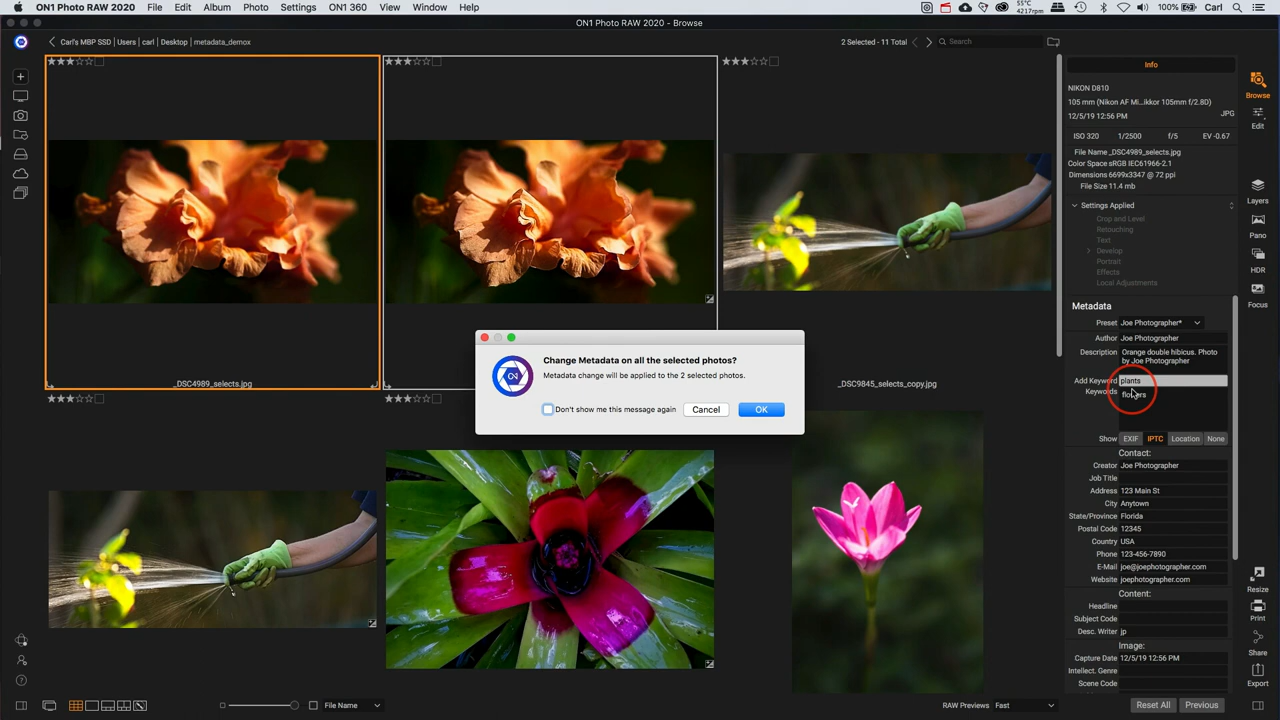 ON1 Photo RAW 2020 File Edit Album Photo Settings ON1 360 View Window Help 55°C 4217rpm 100% Carl
ON1 Photo RAW 2020 - Browse
Carl's MBP SSD | Users | carl | Desktop | metadata_demox 2 Selected - 11 Total Search
Info
NIKON D810
105 mm (Nikon AF Mi...ikkor 105mm f/2.8D)
12/5/19 12:56 PM JPG
ISO 320 1/2500 f/5 EV -0.67
File Name _DSC4989_selects.jpg
Color Space sRGB IEC61966-2.1
Dimensions 6699x3347 @ 72 ppi
File Size 11.4 mb
Settings Applied
Crop and Level
Retouching
Text
Develop
Portrait
Effects
Local Adjustments
Browse
Edit
Layers
Pano
HDR
Focus
Resize
Print
Share
Export
Metadata
Preset Joe Photographer*
Author Joe Photographer
Description Orange double hibicus. Photo
by Joe Photographer
Add Keyword plants
Keywords flowers
Show EXIF IPTC Location None
Contact:
Creator Joe Photographer
Job Title
Address 123 Main St
City Anytown
State/Province Florida
Postal Code 12345
Country USA
Phone 123-456-7890
E-Mail joe@joephotographer.com
Website joephotographer.com
Content:
Headline
Subject Code
Desc. Writer jp
Image:
Capture Date 12/5/19 12:56 PM
Intellect. Genre
Scene Code
Change Metadata on all the selected photos?
Metadata change will be applied to the 2 selected photos.
ON1
Don't show me this message again Cancel OK
_DSC4989_selects.jpg
_DSC9845_selects_copy.jpg
File Name
RAW Previews Fast
Reset All Previous